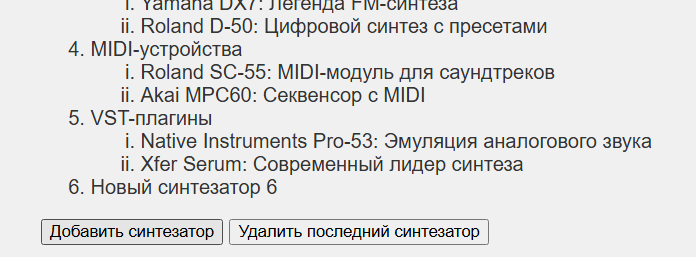 i. Yamaha DX7: Легенда FM-синтеза
ii. Roland D-50: Цифровой синтез с пресетами
4. MIDI-устройства
i. Roland SC-55: MIDI-модуль для саундтреков
ii. Akai MPC60: Секвенсор с MIDI
5. VST-плагины
i. Native Instruments Pro-53: Эмуляция аналогового звука
ii. Xfer Serum: Современный лидер синтеза
6. Новый синтезатор 6
Добавить синтезатор Удалить последний синтезатор